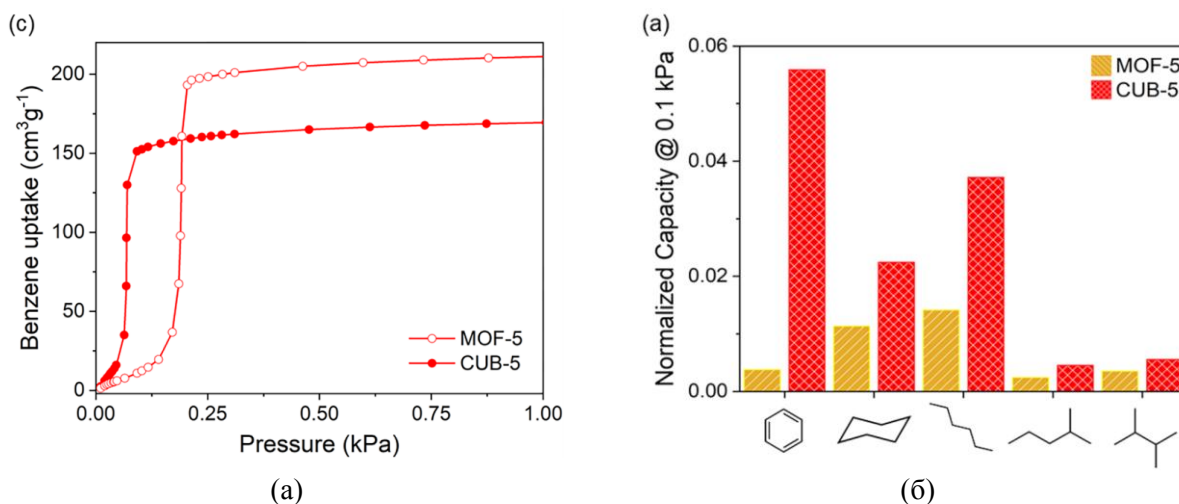 (c)
Benzene uptake (cm³g⁻¹)
200
150
100
50
0
0.00 0.25 0.50 0.75 1.00
Pressure (kPa)
MOF-5
CUB-5
(a)
(a)
Normalized Capacity @ 0.1 kPa
0.06
0.04
0.02
0.00
MOF-5
CUB-5
(б)